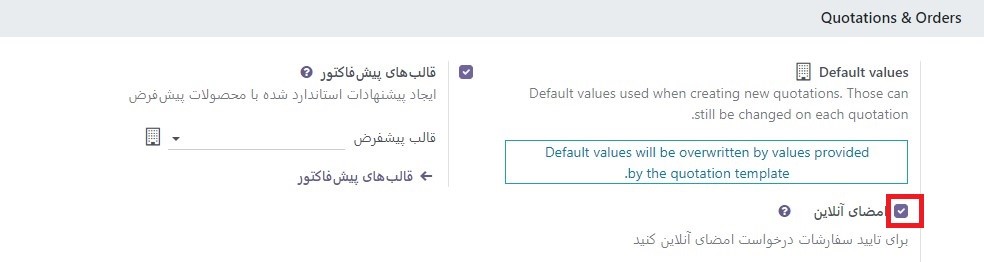 Quotations & Orders
Default values
Default values used when creating new quotations. Those can
still be changed on each quotation.
Default values will be overwritten by values provided
by the quotation template.
امضای آنلاین
برای تایید سفارشات درخواست امضای آنلاین کنید
قالب‌های پیش‌فاکتور
ایجاد پیشنهادات استاندارد شده با محصولات پیش‌فرض
قالب پیشفرض
قالب‌های پیش‌فاکتور